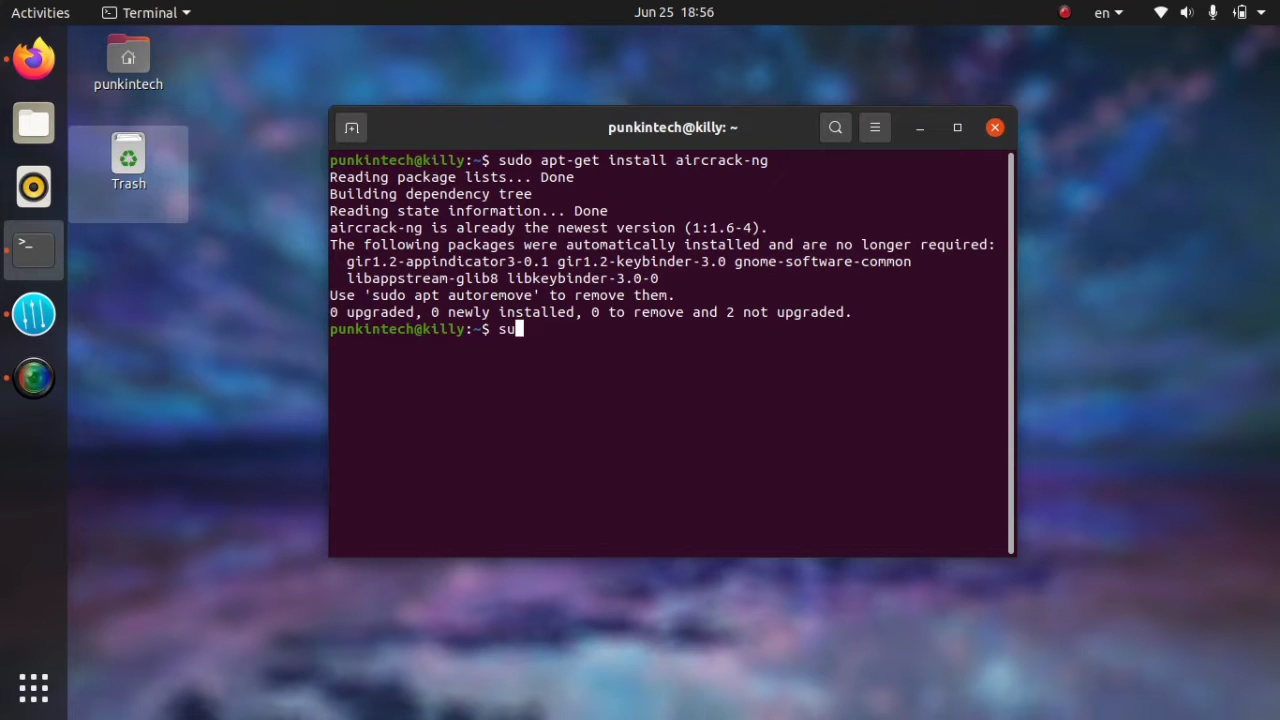 Activities
Terminal
Jun 25 18:56
en
punkintech
Trash
punkintech@killy: ~
punkintech@killy:~$ sudo apt-get install aircrack-ng
Reading package lists... Done
Building dependency tree
Reading state information... Done
aircrack-ng is already the newest version (1:1.6-4).
The following packages were automatically installed and are no longer required:
gir1.2-appindicator3-0.1 gir1.2-keybinder-3.0 gnome-software-common
libappstream-glib8 libkeybinder-3.0-0
Use 'sudo apt autoremove' to remove them.
0 upgraded, 0 newly installed, 0 to remove and 2 not upgraded.
punkintech@killy:~$ su